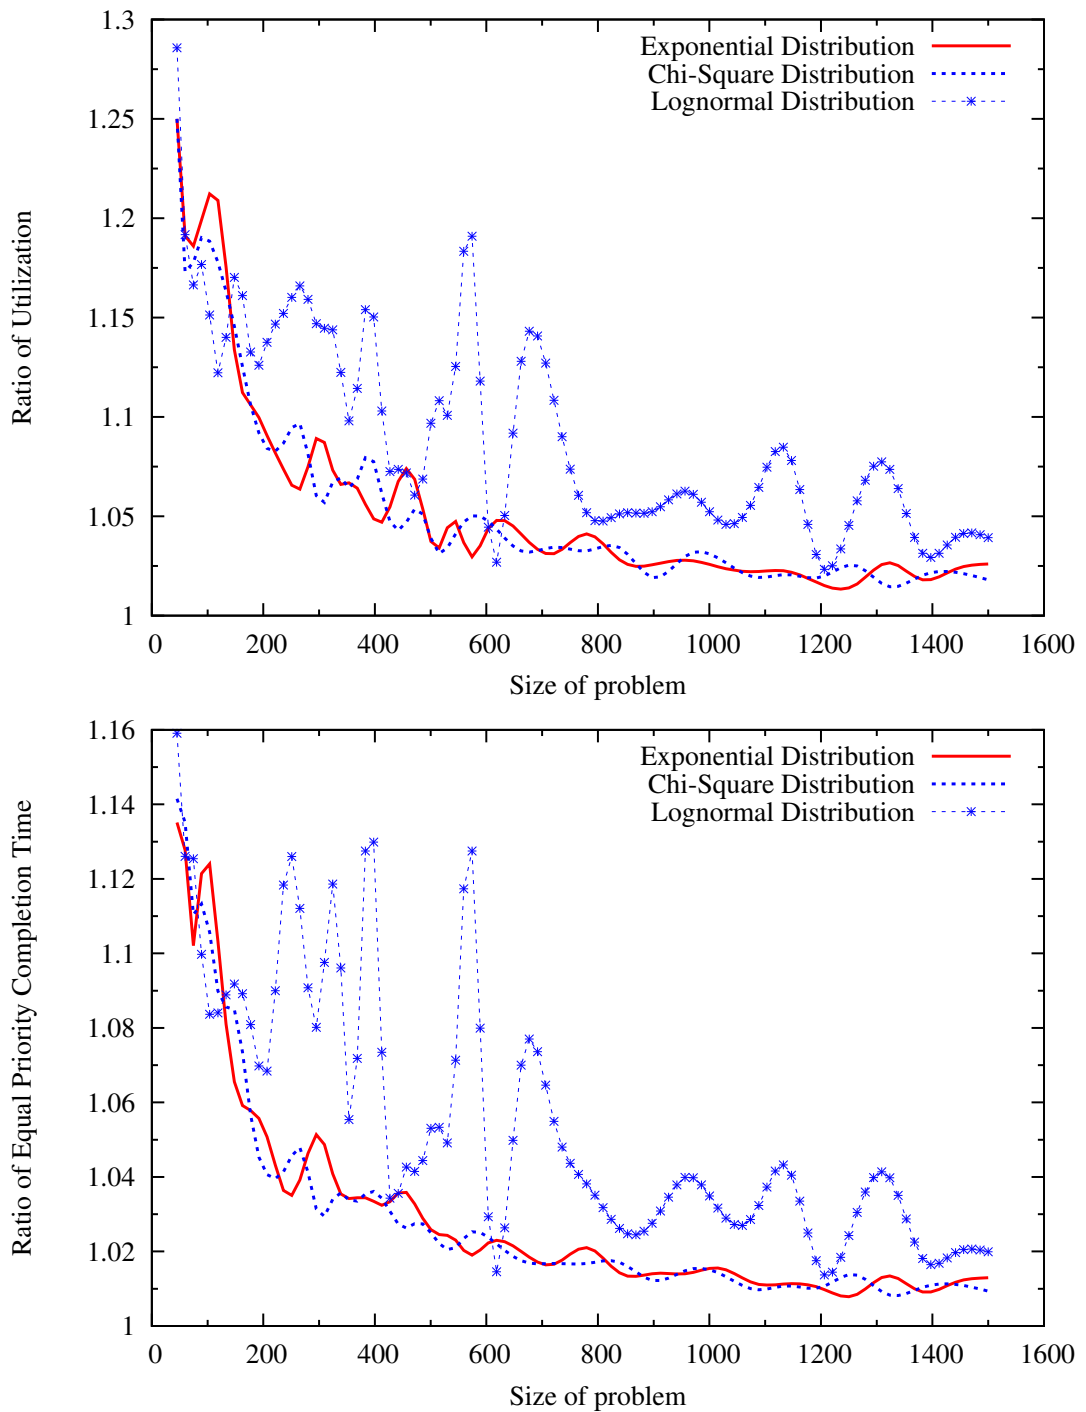 1.3
1.25
1.2
1.15
1.1
1.05
1
Ratio of Utilization
Exponential Distribution
Chi-Square Distribution
Lognormal Distribution
0 200 400 600 800 1000 1200 1400 1600
Size of problem
1.16
1.14
1.12
1.1
1.08
1.06
1.04
1.02
1
Ratio of Equal Priority Completion Time
Exponential Distribution
Chi-Square Distribution
Lognormal Distribution
0 200 400 600 800 1000 1200 1400 1600
Size of problem